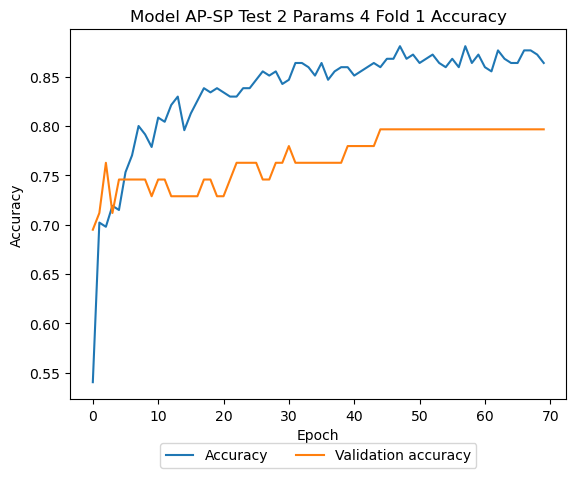 Model AP-SP Test 2 Params 4 Fold 1 Accuracy
Accuracy
0.85
0.80
0.75
0.70
0.65
0.60
0.55
0 10 20 30 40 50 60 70
Epoch
Accuracy Validation accuracy